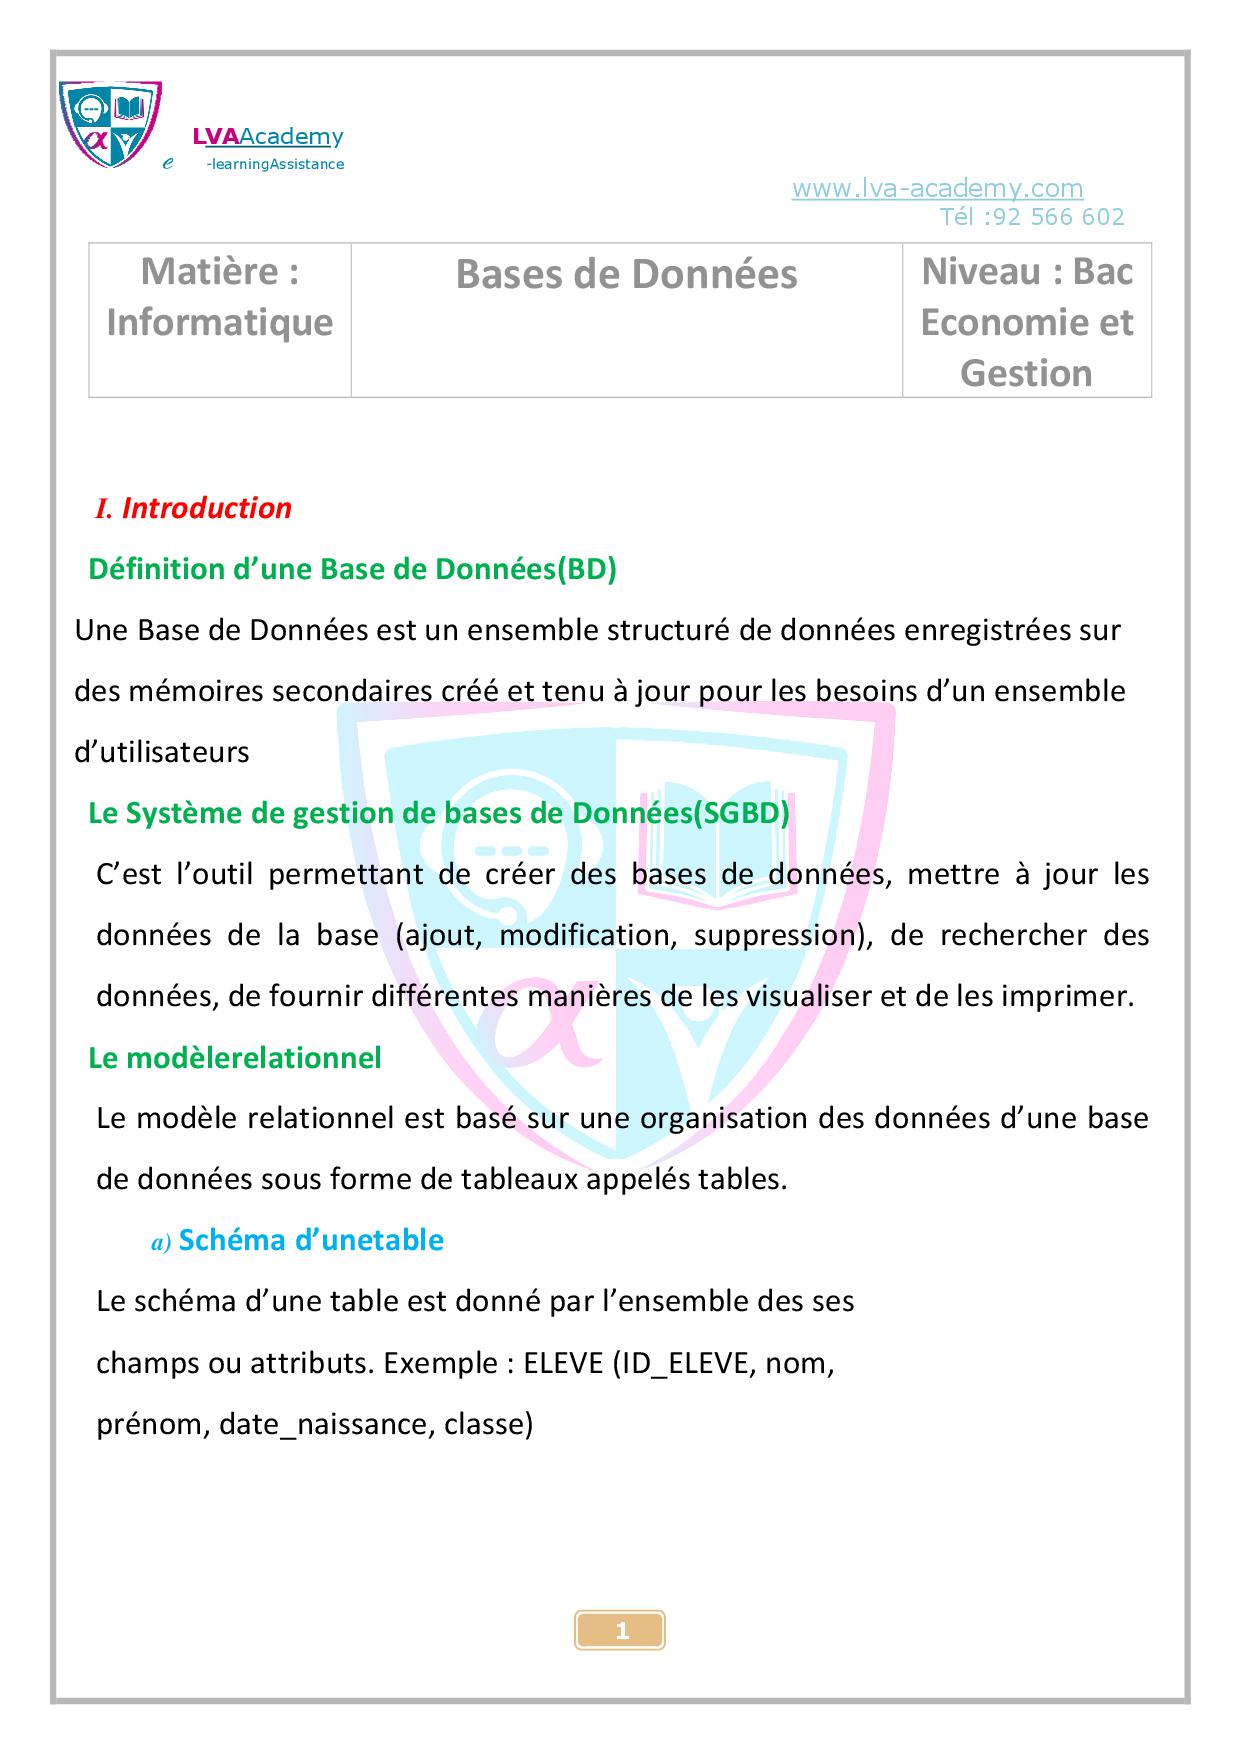 LVAAcademy
e -learningAssistance
www.lva-academy.com
Tél :92 566 602
Matière :
Informatique
Bases de Données
Niveau : Bac
Economie et
Gestion
I. Introduction
Définition d’une Base de Données(BD)
Une Base de Données est un ensemble structuré de données enregistrées sur
des mémoires secondaires créé et tenu à jour pour les besoins d’un ensemble
d’utilisateurs
Le Système de gestion de bases de Données(SGBD)
C’est l’outil permettant de créer des bases de données, mettre à jour les
données de la base (ajout, modification, suppression), de rechercher des
données, de fournir différentes manières de les visualiser et de les imprimer.
Le modèlerelationnel
Le modèle relationnel est basé sur une organisation des données d’une base
de données sous forme de tableaux appelés tables.
a) Schéma d’unetable
Le schéma d’une table est donné par l’ensemble des ses
champs ou attributs. Exemple : ELEVE (ID_ELEVE, nom,
prénom, date_naissance, classe)
1